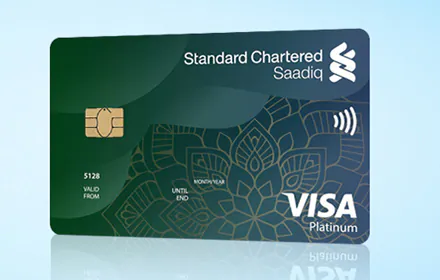 Standard Chartered
Saadiq
5128
MONTH/YEAR
VALID
FROM
UNTIL
END
VISA
Platinum